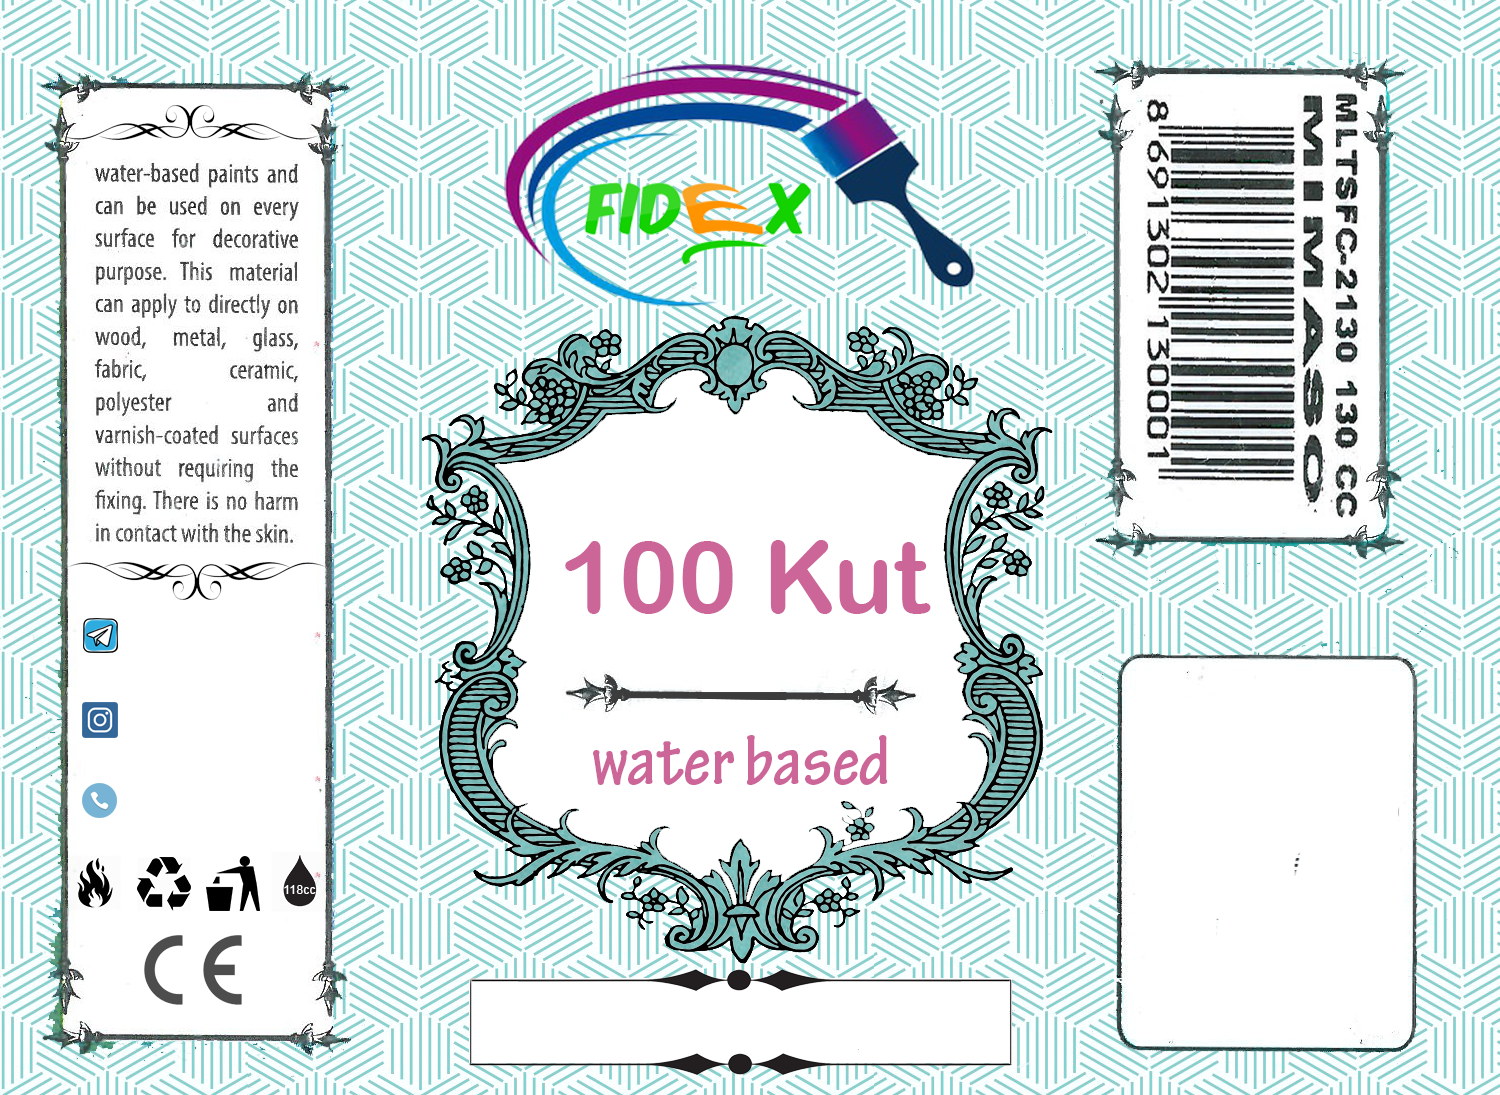 water-based paints and
can be used on every
surface for decorative
purpose. This material
can apply to directly on
wood, metal, glass,
fabric, ceramic,
polyester and
varnish-coated surfaces
without requiring the
fixing. There is no harm
in contact with the skin.
118cc
CE
FIDEX
100 Kut
water based
MLTSFC-2130 130 CC
MIMASO
8 691302 130001